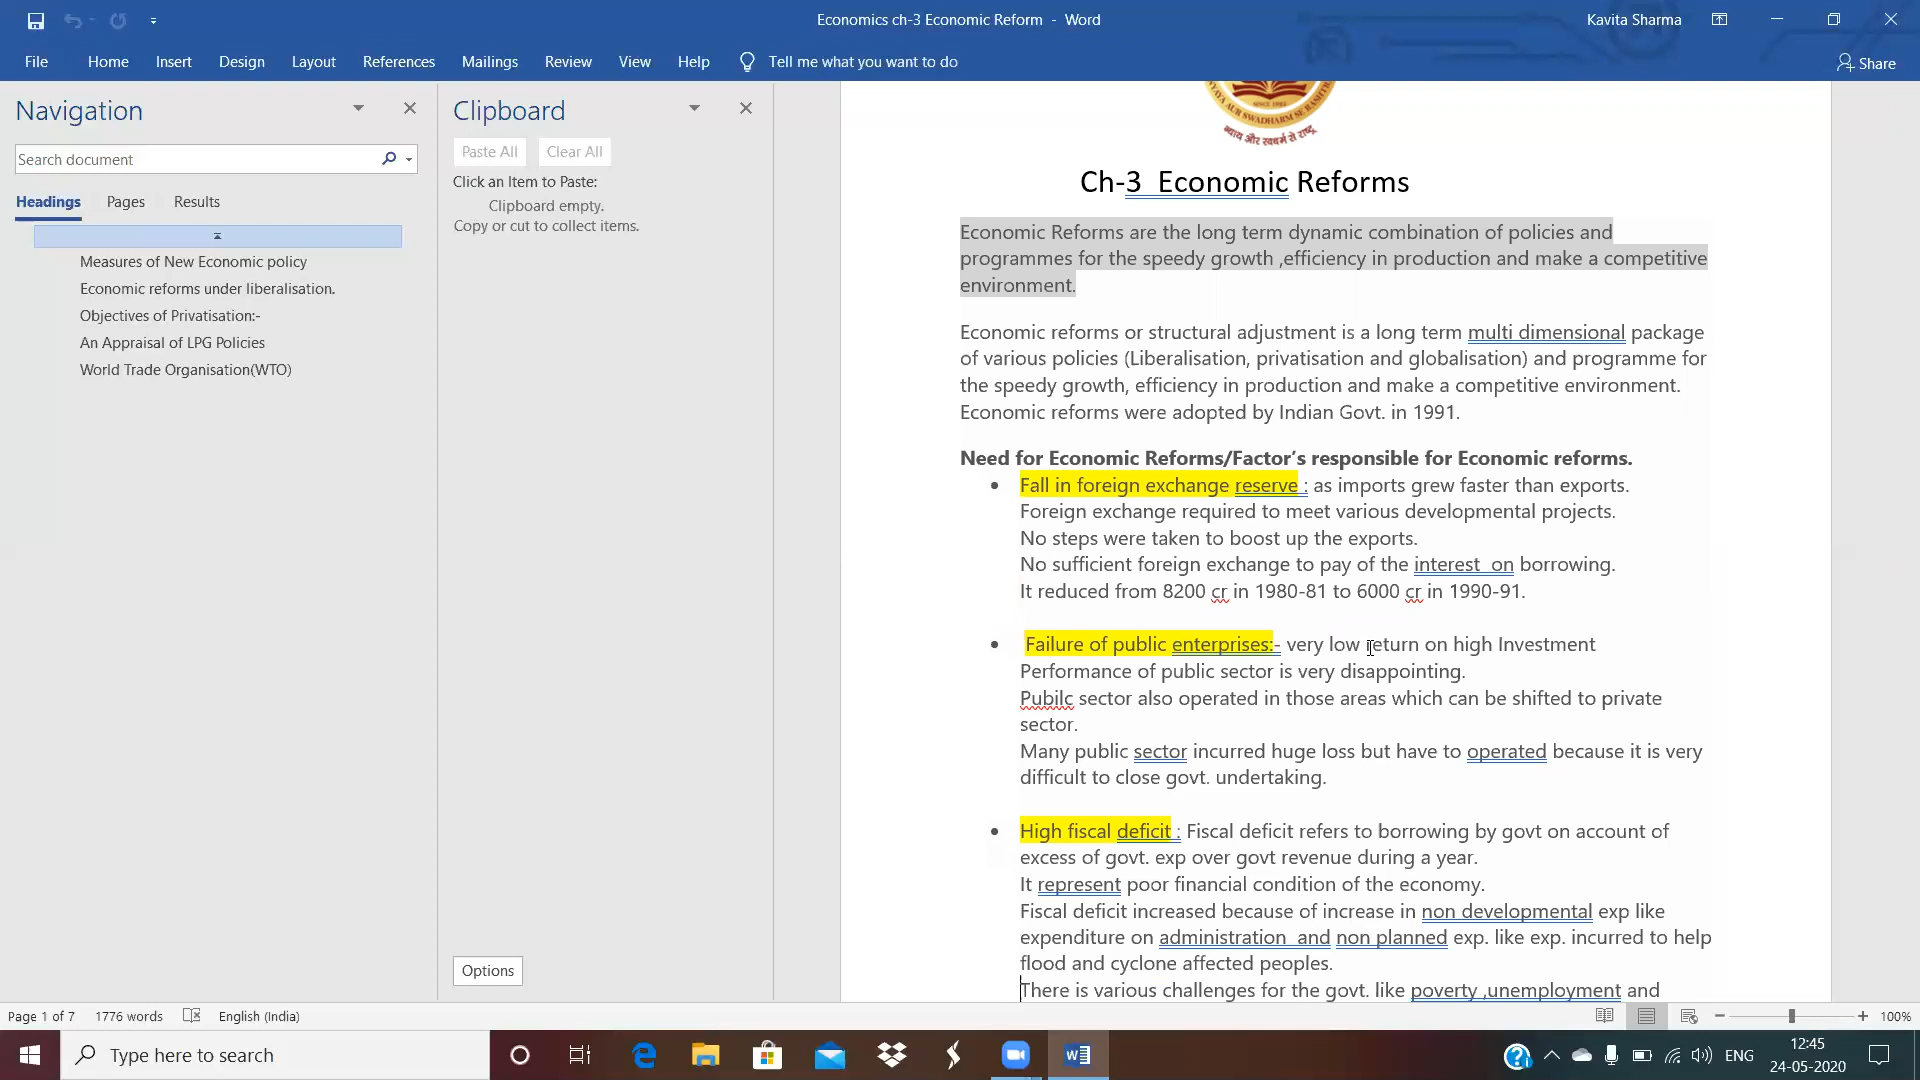 Economics ch-3 Economic Reform - Word
Kavita Sharma
File Home Insert Design Layout References Mailings Review View Help Tell me what you want to do
Share
Navigation
Search document
Headings Pages Results
Measures of New Economic policy
Economic reforms under liberalisation.
Objectives of Privatisation:-
An Appraisal of LPG Policies
World Trade Organisation(WTO)
Clipboard
Paste All Clear All
Click an Item to Paste:
Clipboard empty.
Copy or cut to collect items.
Options
AUR SWADHARM SE
SINCE
न्याय और स्वधर्म से राष्ट्र
Ch-3 Economic Reforms
Economic Reforms are the long term dynamic combination of policies and
programmes for the speedy growth ,efficiency in production and make a competitive
environment.
Economic reforms or structural adjustment is a long term multi dimensional package
of various policies (Liberalisation, privatisation and globalisation) and programme for
the speedy growth, efficiency in production and make a competitive environment.
Economic reforms were adopted by Indian Govt. in 1991.
Need for Economic Reforms/Factor’s responsible for Economic reforms.
• Fall in foreign exchange reserve : as imports grew faster than exports.
Foreign exchange required to meet various developmental projects.
No steps were taken to boost up the exports.
No sufficient foreign exchange to pay of the interest on borrowing.
It reduced from 8200 cr in 1980-81 to 6000 cr in 1990-91.
• Failure of public enterprises:- very low return on high Investment
Performance of public sector is very disappointing.
Pubilc sector also operated in those areas which can be shifted to private
sector.
Many public sector incurred huge loss but have to operated because it is very
difficult to close govt. undertaking.
• High fiscal deficit : Fiscal deficit refers to borrowing by govt on account of
excess of govt. exp over govt revenue during a year.
It represent poor financial condition of the economy.
Fiscal deficit increased because of increase in non developmental exp like
expenditure on administration and non planned exp. like exp. incurred to help
flood and cyclone affected peoples.
There is various challenges for the govt. like poverty ,unemployment and
Page 1 of 7 1776 words English (India)
100%
Type here to search
ENG
12:45
24-05-2020